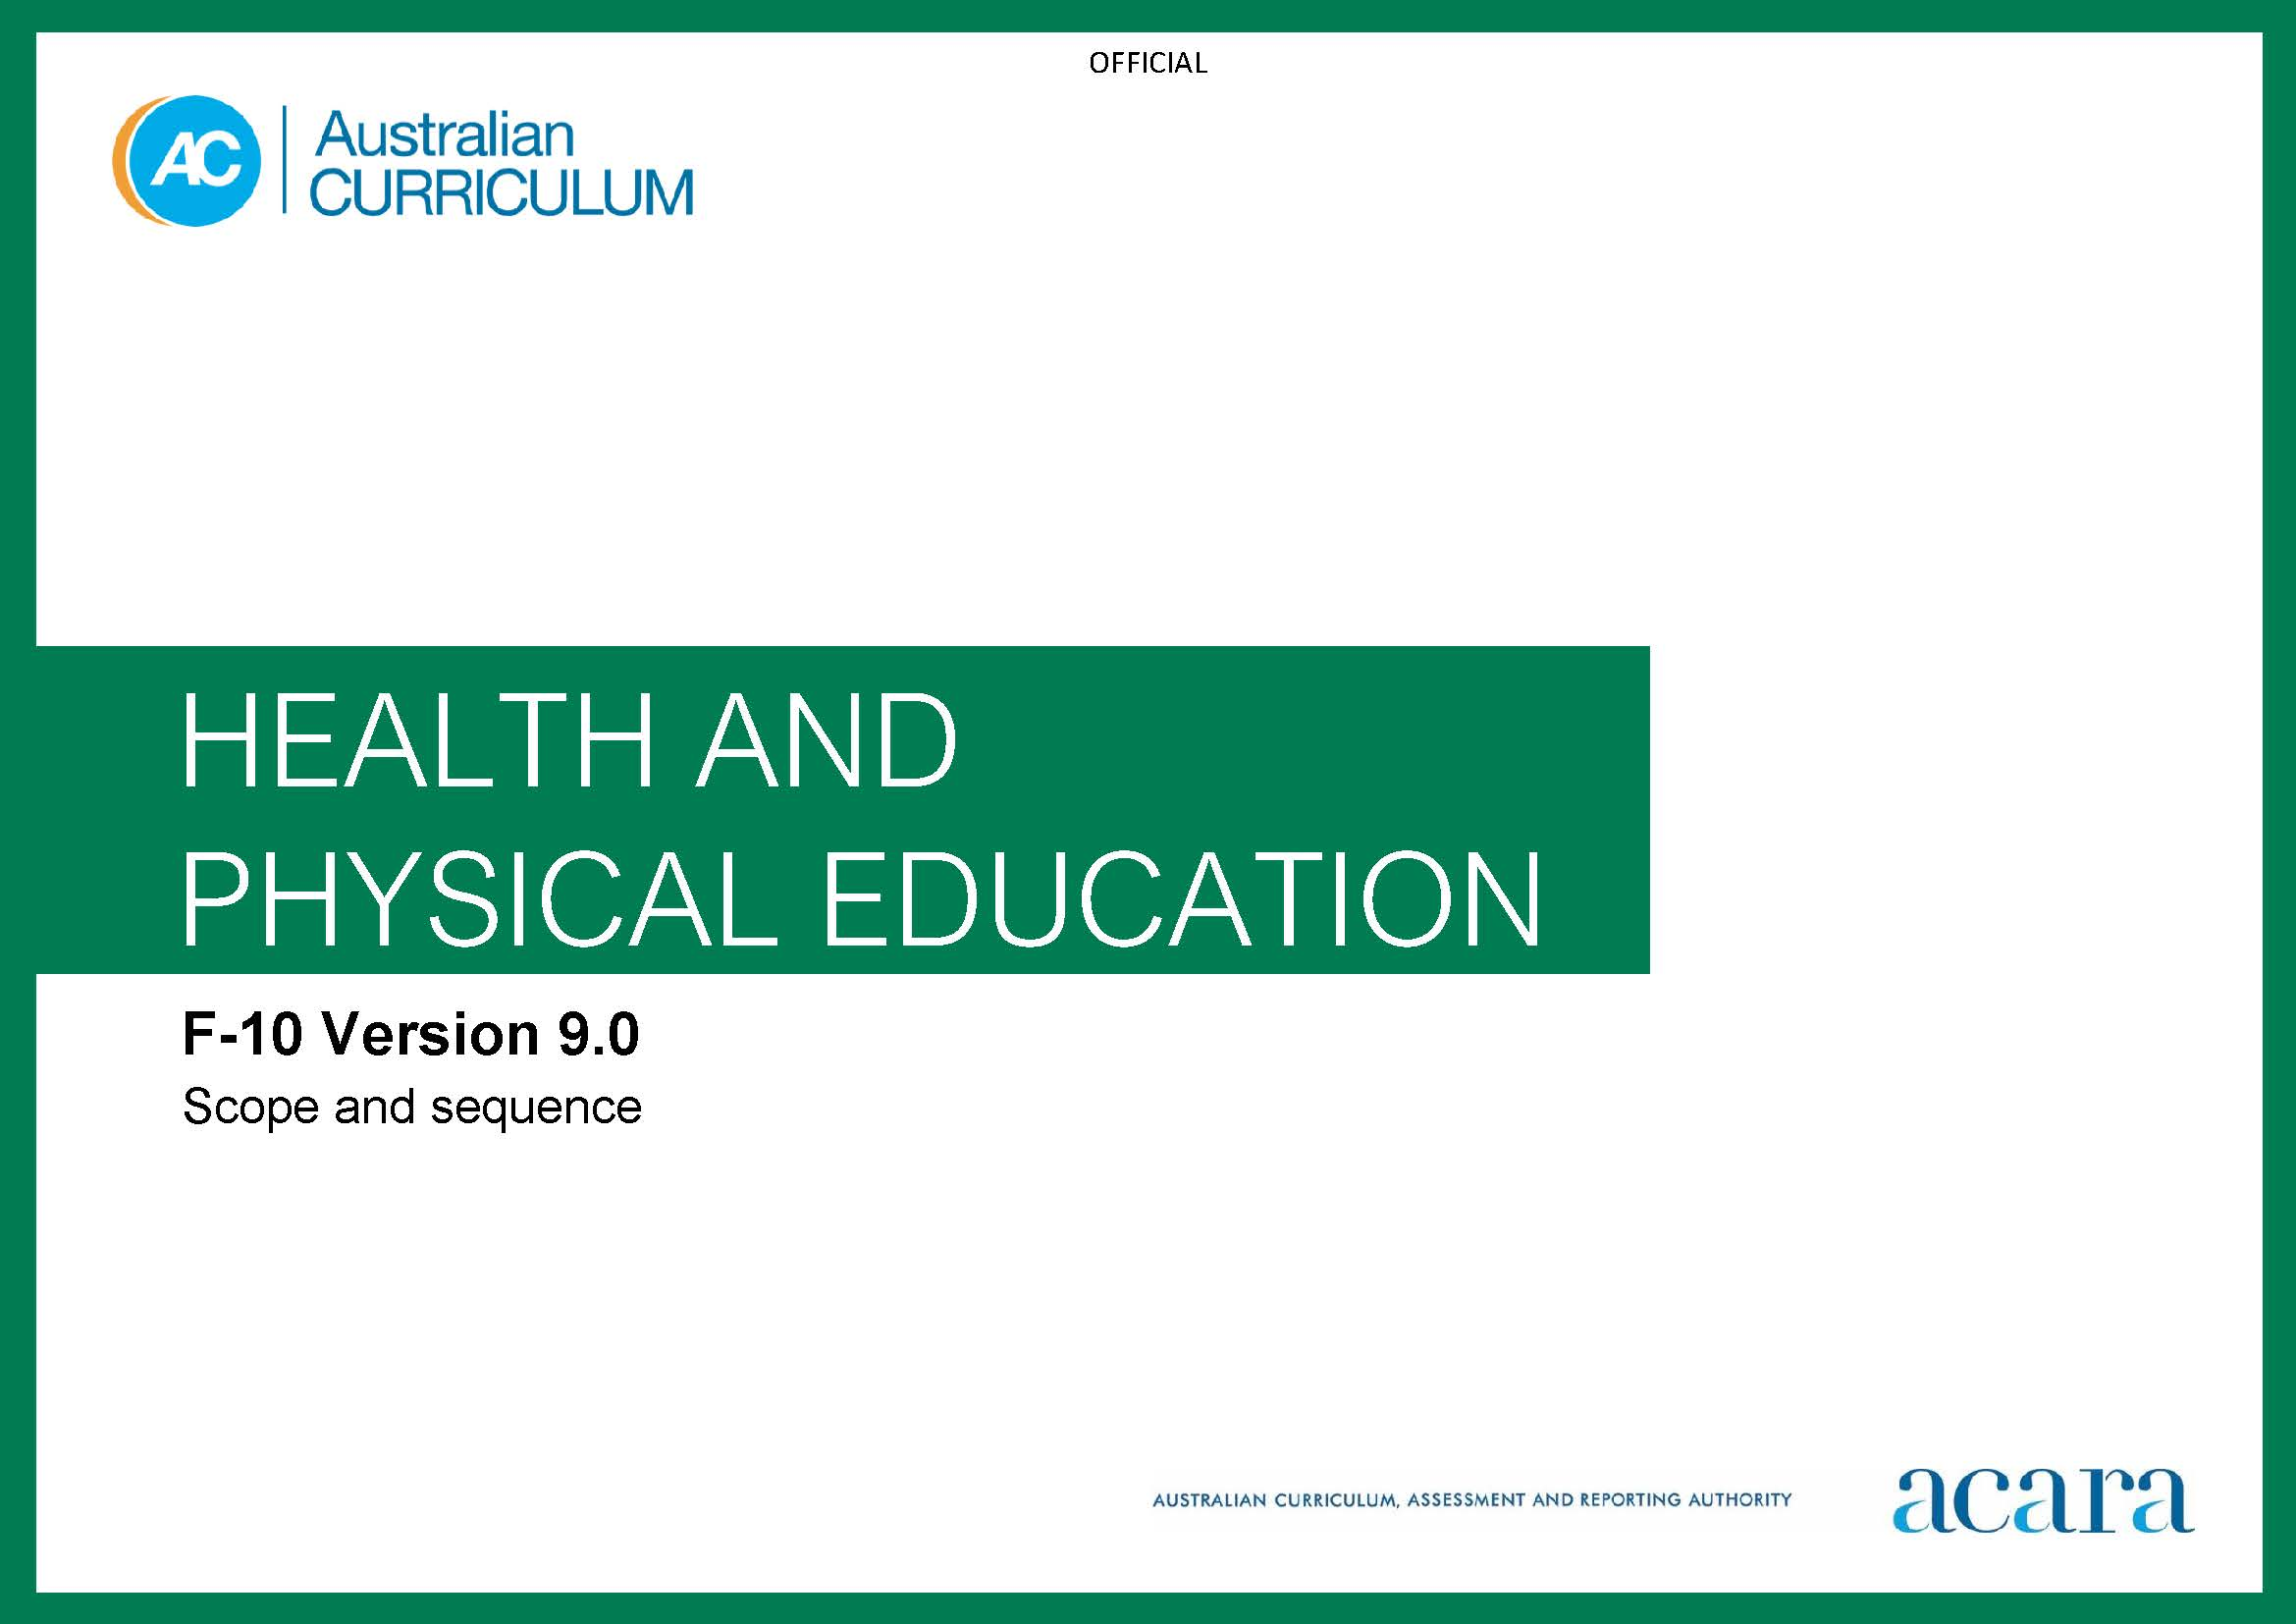 OFFICIAL
AC
Australian
CURRICULUM
HEALTH AND
PHYSICAL EDUCATION
F-10 Version 9.0
Scope and sequence
AUSTRALIAN CURRICULUM, ASSESSMENT AND REPORTING AUTHORITY
acara